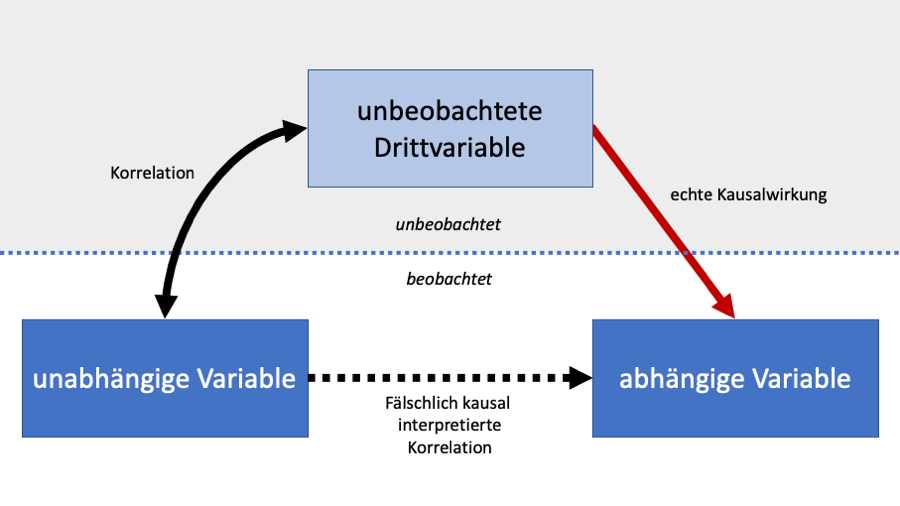 unbeobachtete
Drittvariable
Korrelation
echte Kausalwirkung
unbeobachtet
beobachtet
unabhängige Variable
abhängige Variable
Fälschlich kausal
interpretierte
Korrelation